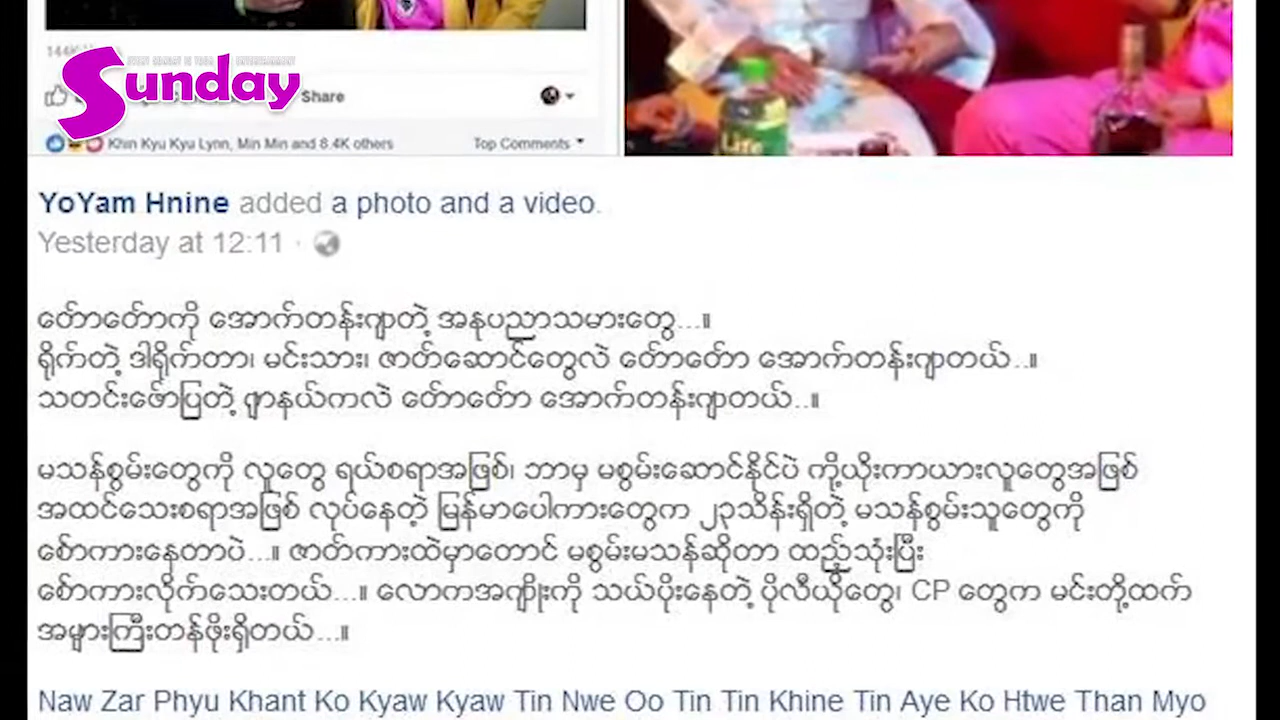 Sunday
Share
Khin Kyu Kyu Lynn, Min Min and 8.4K others
Top Comments
Life
YoYam Hnine added a photo and a video.
Yesterday at 12:11 ·
တော်တော်ကို အောက်တန်းကျတဲ့ အနုပညာသမားတွေ...။
ရိုက်တဲ့ ဒါရိုက်တာ၊ မင်းသား၊ ဇာတ်ဆောင်တွေလဲ တော်တော် အောက်တန်းကျတယ်..။
သတင်းဖော်ပြတဲ့ ဂျာနယ်ကလဲ တော်တော် အောက်တန်းကျတယ်..။
မသန်စွမ်းတွေကို လူတွေ ရယ်စရာအဖြစ်၊ ဘာမှ မစွမ်းဆောင်နိုင်ပဲ ကိုယိုးကားယားလူတွေအဖြစ်
အထင်သေးစရာအဖြစ် လုပ်နေတဲ့ မြန်မာပေါကားတွေက ၂၃သိန်းရှိတဲ့ မသန်စွမ်းသူတွေကို
စော်ကားနေတာပဲ...။ ဇာတ်ကားထဲမှာတောင် မစွမ်းမသန်ဆိုတာ ထည့်သုံးပြီး
စော်ကားလိုက်သေးတယ်...။ လောကအကျိုးကို သယ်ပိုးနေတဲ့ ပိုလီယိုတွေ၊ CP တွေက မင်းတို့ထက်
အများကြီးတန်ဖိုးရှိတယ်...။
Naw Zar Phyu Khant Ko Kyaw Kyaw Tin Nwe Oo Tin Tin Khine Tin Aye Ko Htwe Than Myo